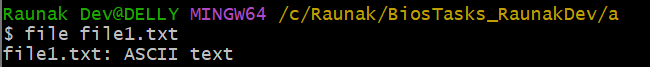 Raunak Dev@DELLY MINGW64 /c/Raunak/BiosTasks_RaunakDev/a
$ file file1.txt
file1.txt: ASCII text